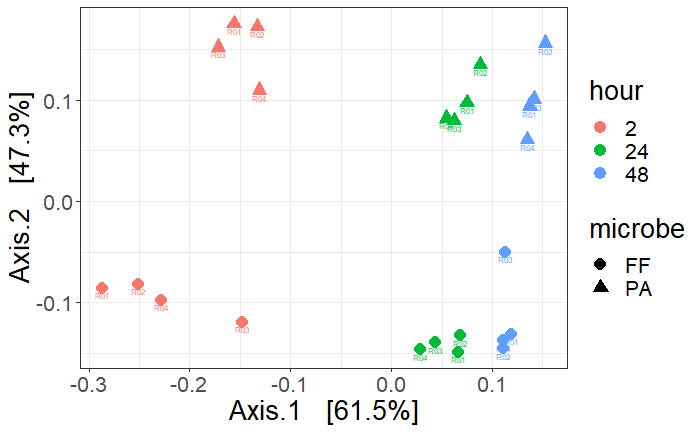 R01
R02
R03
R04
R02
R02
R01
R03
R01
R03
R04
R03
R01
R02
R04
R03
R02
R03
R04
R01
R01
R02
0.1
0.0
-0.1
-0.3
-0.2
-0.1
0.0
0.1
Axis.2 [47.3%]
Axis.1 [61.5%]
hour
2
24
48
microbe
FF
PA